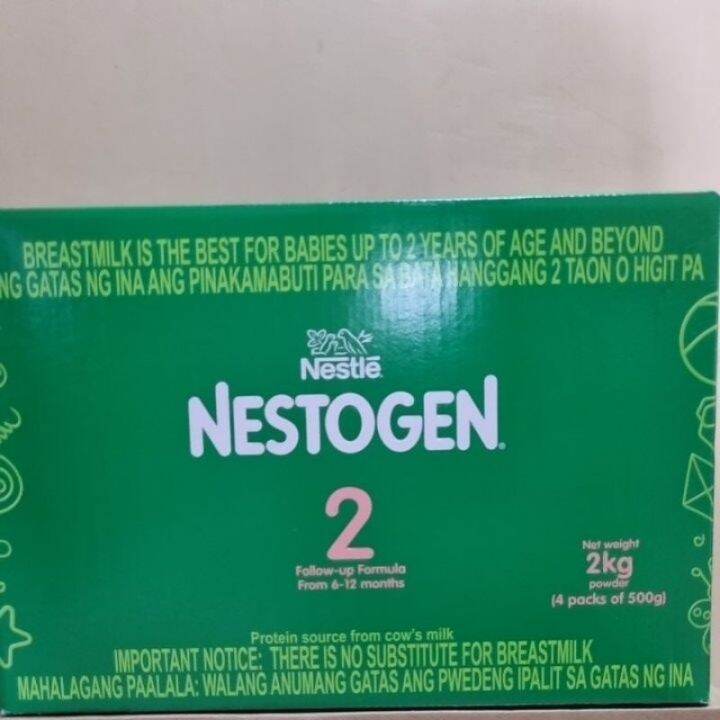 BREASTMILK IS THE BEST FOR BABIES UP TO 2 YEARS OF AGE AND BEYOND
NG GATAS NG INA ANG PINAKAMABUTI PARA SA BATA HANGGANG 2 TAON O HIGIT PA
Nestlé
NESTOGEN®
2
Follow-up Formula
From 6-12 months
Net weight
2kg
powder
(4 packs of 500g)
Protein source from cow's milk
IMPORTANT NOTICE: THERE IS NO SUBSTITUTE FOR BREASTMILK
MAHALAGANG PAALALA: WALANG ANUMANG GATAS ANG PWEDENG IPALIT SA GATAS NG INA